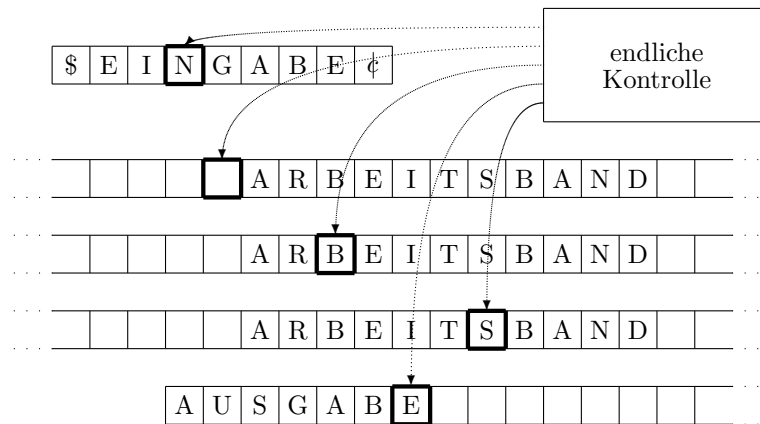 endliche
Kontrolle
$ E I N G A B E ¢
A R B E I T S B A N D
A R B E I T S B A N D
A R B E I T S B A N D
A U S G A B E